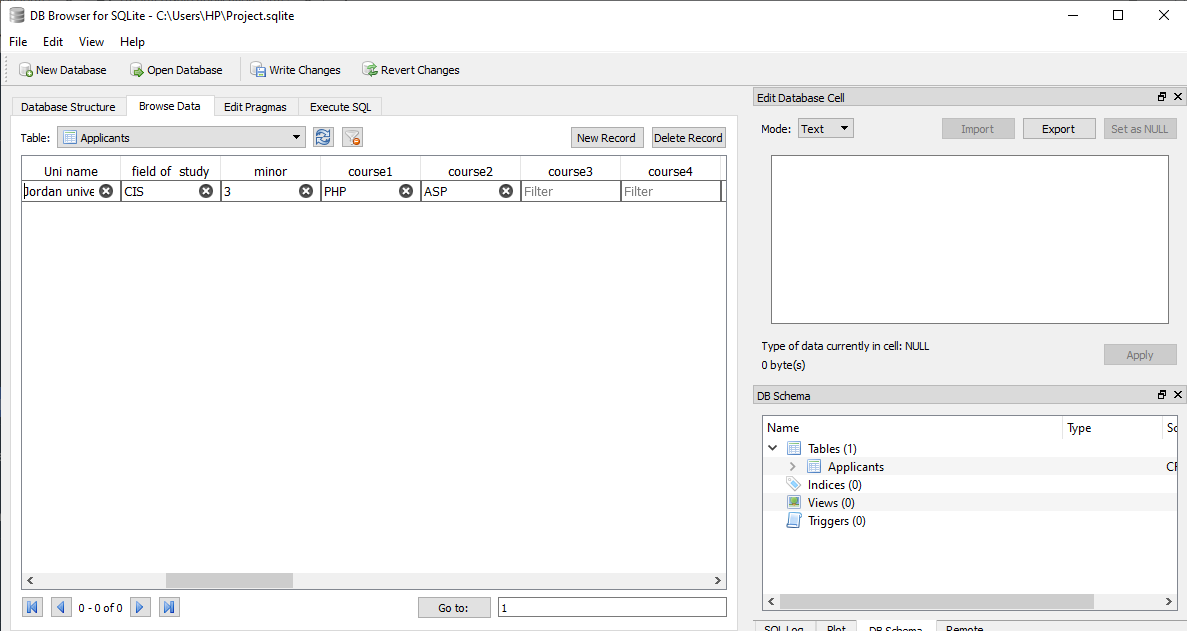 DB Browser for SQLite - C:\Users\HP\Project.sqlite
File Edit View Help
New Database Open Database Write Changes Revert Changes
Database Structure Browse Data Edit Pragmas Execute SQL
Table: Applicants New Record Delete Record
Uni name field of study minor course1 course2 course3 course4
Jordan unive CIS 3 PHP ASP Filter Filter
0 - 0 of 0 Go to: 1
Edit Database Cell
Mode: Text Import Export Set as NULL
Type of data currently in cell: NULL
0 byte(s)
Apply
DB Schema
Name Type Sc
Tables (1)
Applicants CR
Indices (0)
Views (0)
Triggers (0)
SQL Log Plot DB Schema Remote